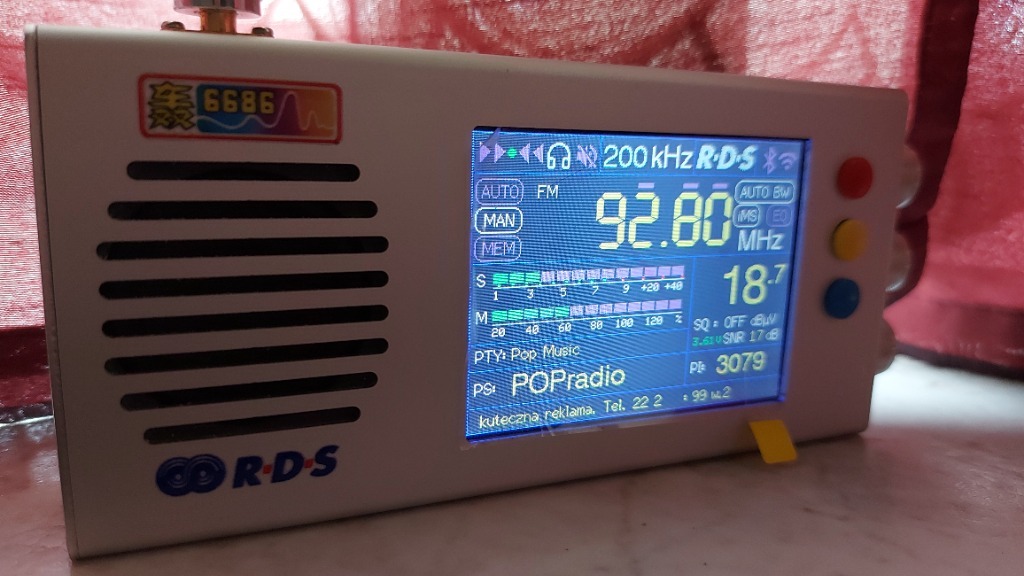 6686
R·D·S
200 kHz R·D·S
AUTO
FM
92.80
AUTO BW
MAN
iMS
EQ
MHz
MEM
S
1 3 5 7 9 +20 +40
18.7
M
20 40 60 80 100 120 %
SQ: OFF dBµV
3.61V SNR 17 dB
PTY: Pop Music
PS: POPradio
PI: 3079
kuteczna reklama. Tel. 22 2